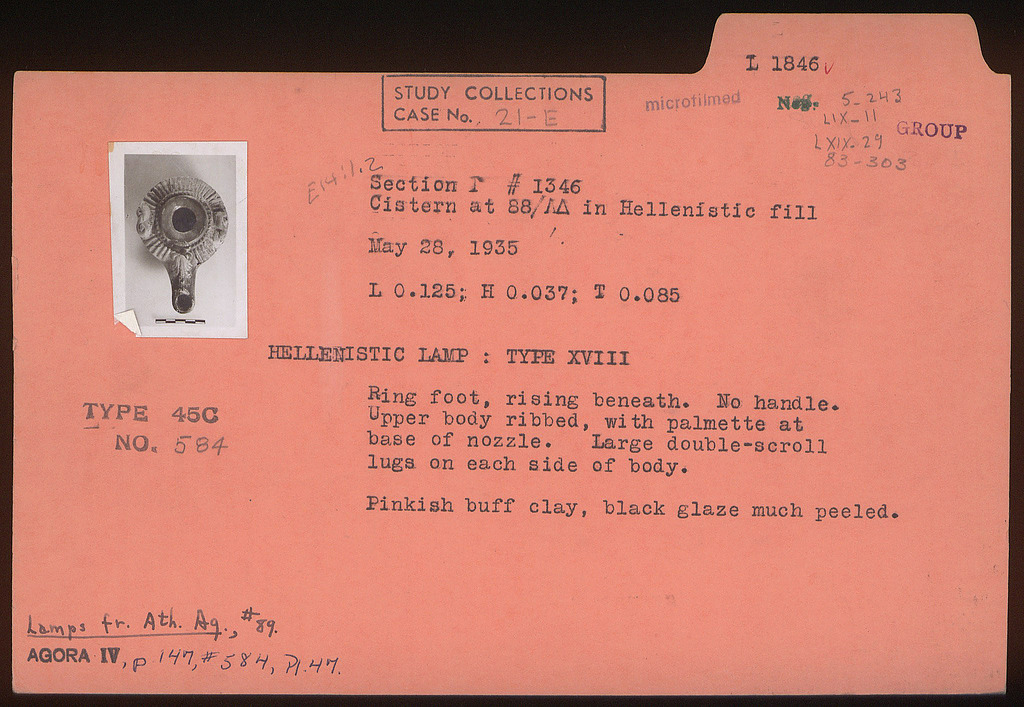 L 1846
STUDY COLLECTIONS
CASE No. 21-E
microfilmed
Neg. 5-243
LIX-11
LXIX-29
83-303
GROUP
E14:1.2
Section Γ # 1346
Cistern at 88/ΛΔ in Hellenistic fill
May 28, 1935
L 0.125; H 0.037; T 0.085
HELLENISTIC LAMP : TYPE XVIII
Ring foot, rising beneath. No handle.
Upper body ribbed, with palmette at
base of nozzle. Large double-scroll
lugs on each side of body.
Pinkish buff clay, black glaze much peeled.
TYPE 45C
NO. 584
Lamps fr. Ath. Ag., #89.
AGORA IV, p 147, #584, Pl. 47.